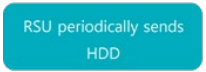 RSU periodically sends
HDD